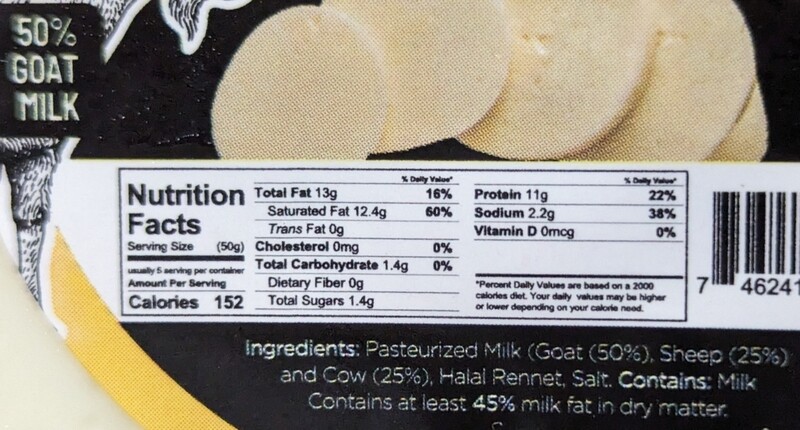 50%
GOAT
MILK
Nutrition
Facts
Serving Size (50g)
usually 5 serving per container
Amount Per Serving
Calories 152
% Daily Value*
Total Fat 13g 16%
Saturated Fat 12.4g 60%
Trans Fat 0g
Cholesterol 0mg 0%
Total Carbohydrate 1.4g 0%
Dietary Fiber 0g
Total Sugars 1.4g
% Daily Value*
Protein 11g 22%
Sodium 2.2g 38%
Vitamin D 0mcg 0%
*Percent Daily Values are based on a 2000
calories diet. Your daily values may be higher
or lower depending on your calorie need.
7 46241
Ingredients: Pasteurized Milk (Goat (50%), Sheep (25%)
and Cow (25%), Halal Rennet, Salt. Contains: Milk
Contains at least 45% milk fat in dry matter.